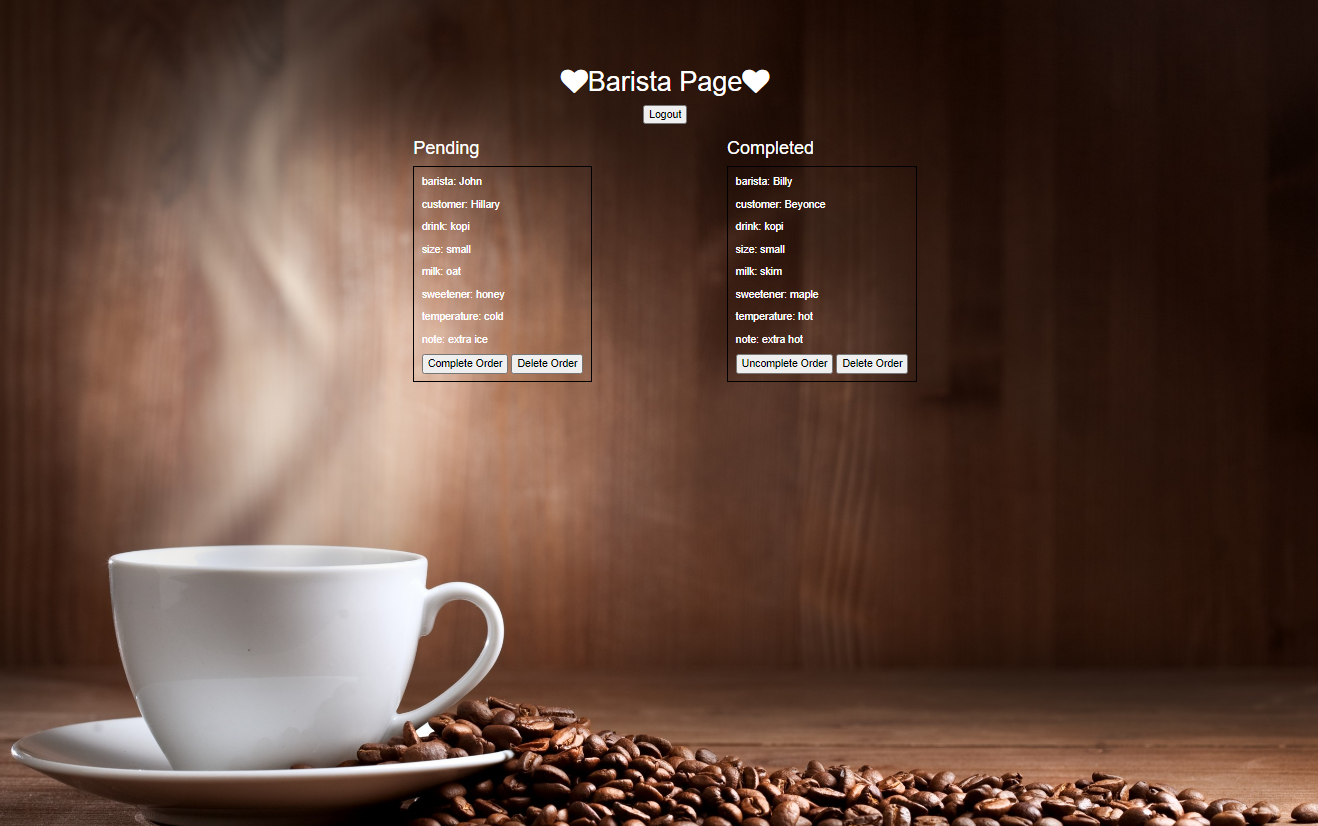 ♥Barista Page♥
Logout
Pending
barista: John
customer: Hillary
drink: kopi
size: small
milk: oat
sweetener: honey
temperature: cold
note: extra ice
Complete Order Delete Order
Completed
barista: Billy
customer: Beyonce
drink: kopi
size: small
milk: skim
sweetener: maple
temperature: hot
note: extra hot
Uncomplete Order Delete Order